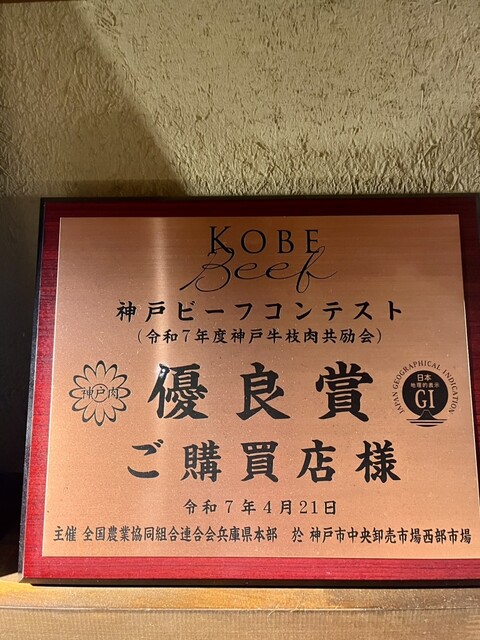 KOBE
Beef
神戸ビーフコンテスト
(令和7年度神戸牛枝肉共励会)
神戸肉
優良賞
JAPAN GEOGRAPHICAL INDICATION
日本
地理的表示
GI
ご購買店様
令和7年4月21日
主催 全国農業協同組合連合会兵庫県本部 於 神戸市中央卸売市場西部市場